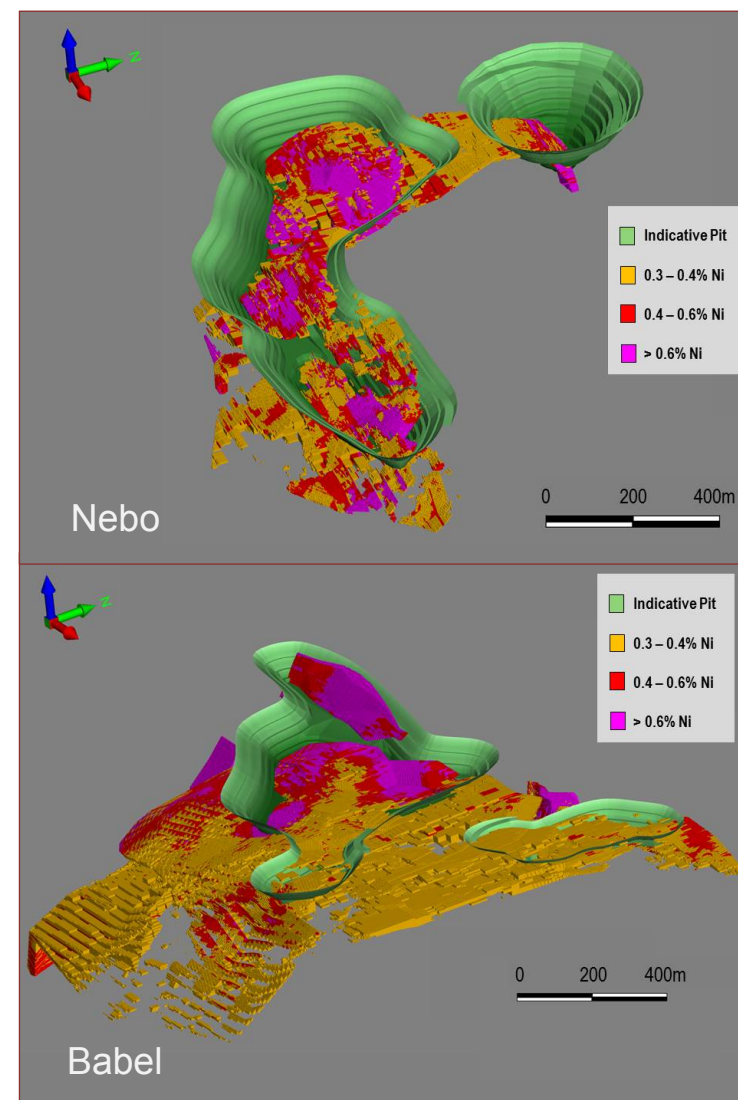 N
Indicative Pit
0.3 – 0.4% Ni
0.4 – 0.6% Ni
> 0.6% Ni
0 200 400m
Nebo
N
Indicative Pit
0.3 – 0.4% Ni
0.4 – 0.6% Ni
> 0.6% Ni
0 200 400m
Babel